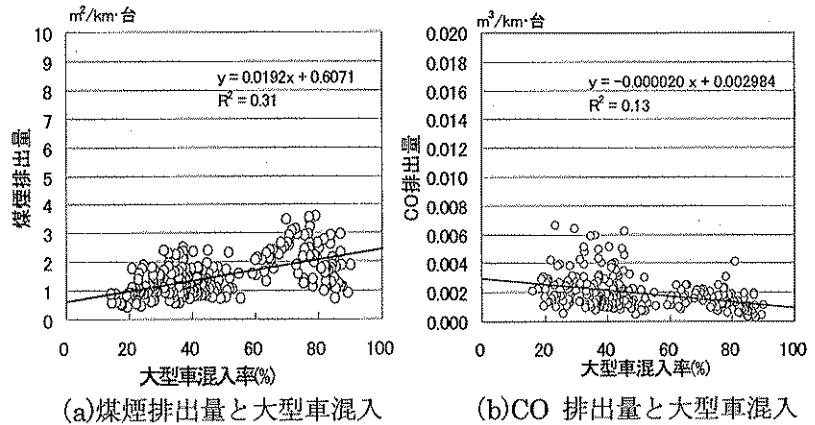 m²/km·台
10
9
8
7
6
5
4
3
2
1
0
煤煙排出量
y = 0.0192x + 0.6071
R² = 0.31
0 20 40 60 80 100
大型車混入率(%)
(a)煤煙排出量と大型車混入
m³/km·台
0.020
0.018
0.016
0.014
0.012
0.010
0.008
0.006
0.004
0.002
0.000
CO排出量
y = −0.000020 x + 0.002984
R² = 0.13
0 20 40 60 80 100
大型車混入率(%)
(b)CO 排出量と大型車混入